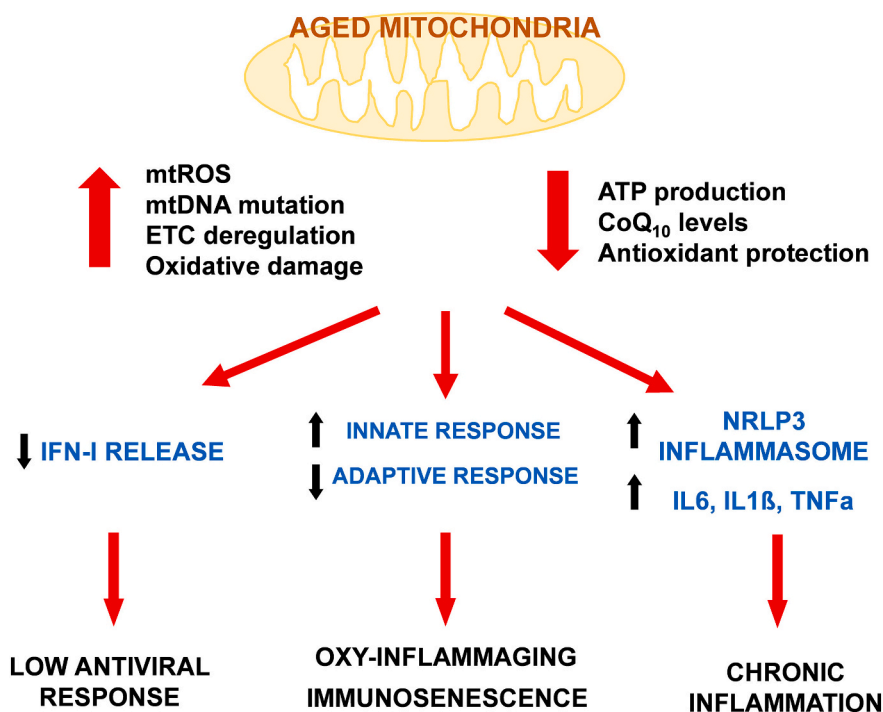 AGED MITOCHONDRIA
mtROS
mtDNA mutation
ETC deregulation
Oxidative damage
ATP production
CoQ₁₀ levels
Antioxidant protection
IFN-I RELEASE
INNATE RESPONSE
ADAPTIVE RESPONSE
NRLP3
INFLAMMASOME
IL6, IL1ß, TNFa
LOW ANTIVIRAL
RESPONSE
OXY-INFLAMMAGING
IMMUNOSENESCENCE
CHRONIC
INFLAMMATION